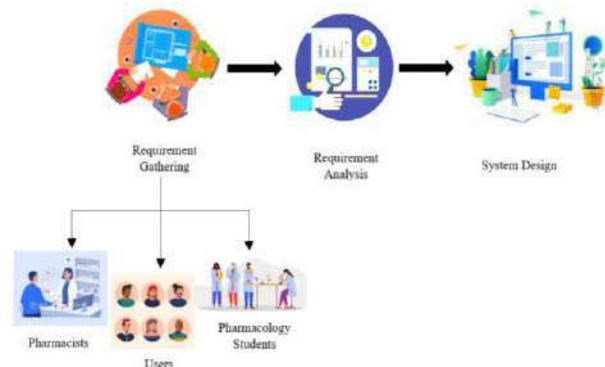 Requirement
Gathering
Requirement
Analysis
System Design
Pharmacists
Users
Pharmacology
Students